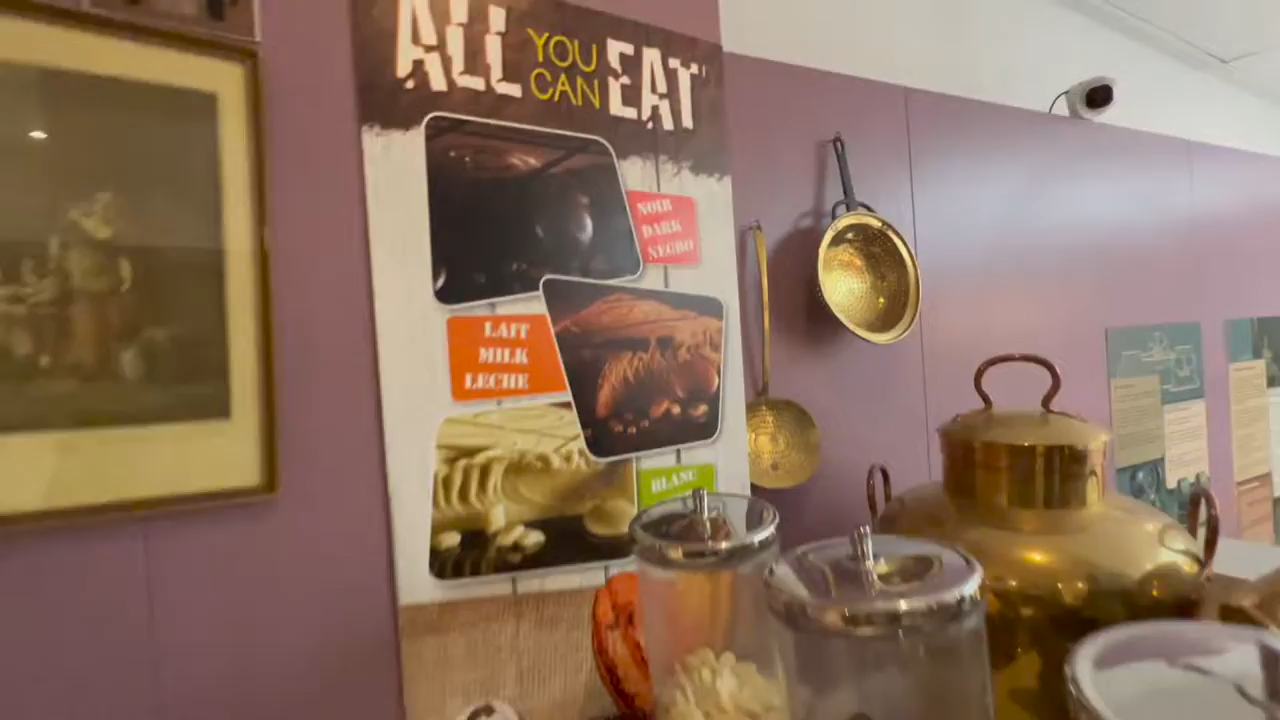 ALL YOU CAN EAT
NOIR
DARK
NEGRO
LAIT
MILK
LECHE
BLANC